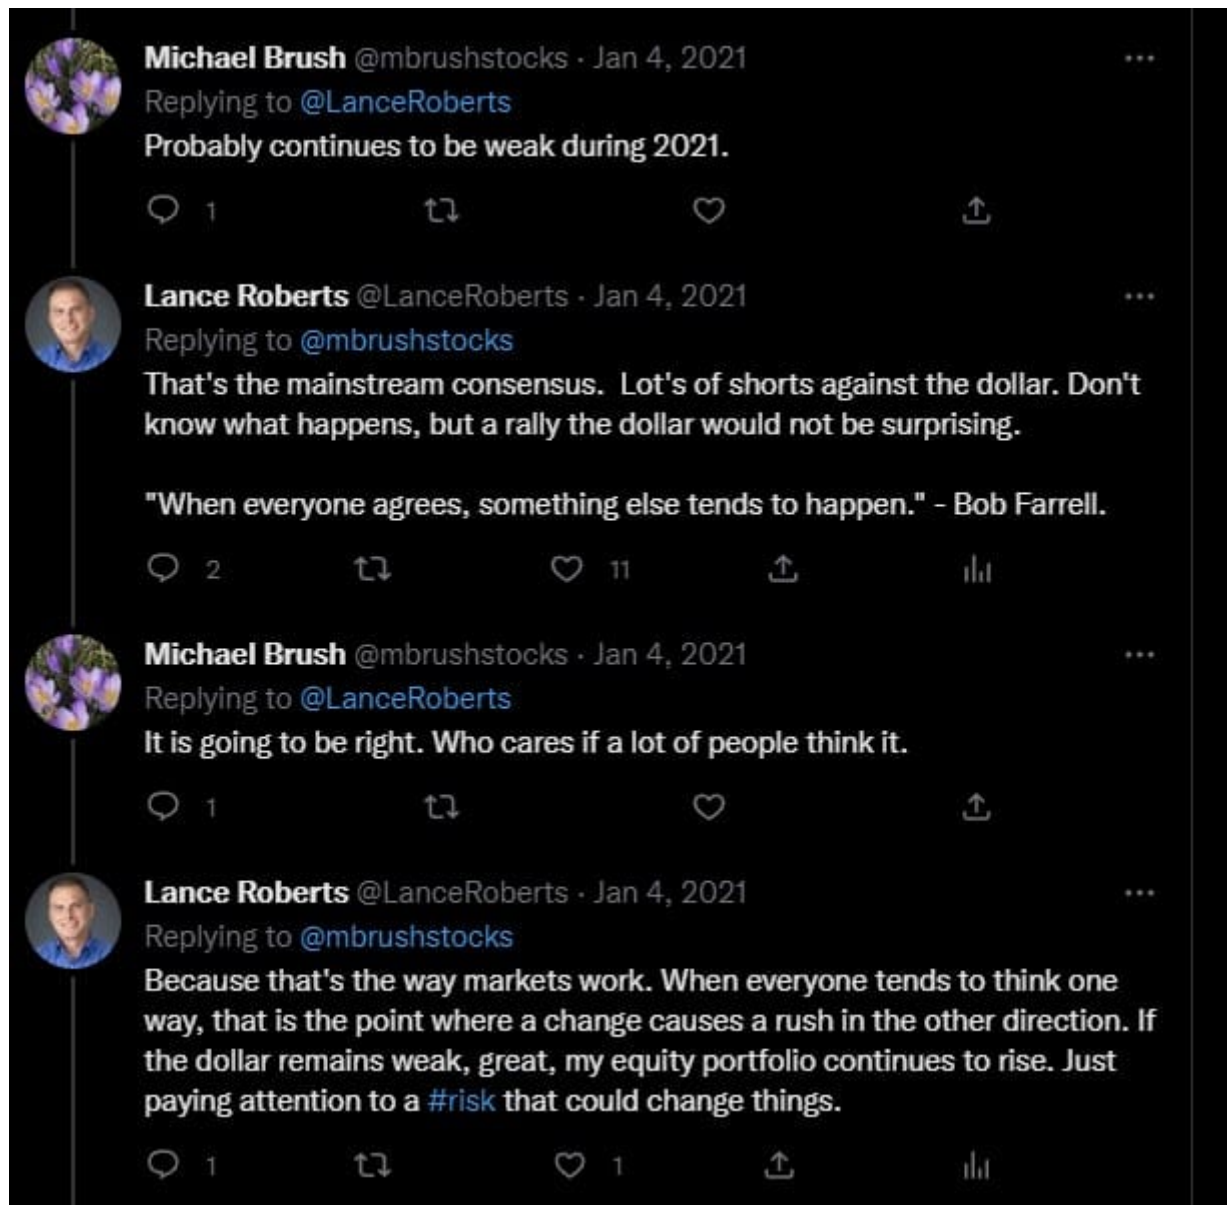 Michael Brush @mbrushstocks · Jan 4, 2021
Replying to @LanceRoberts
Probably continues to be weak during 2021.
1
Lance Roberts @LanceRoberts · Jan 4, 2021
Replying to @mbrushstocks
That's the mainstream consensus.  Lot's of shorts against the dollar. Don't
know what happens, but a rally the dollar would not be surprising.
"When everyone agrees, something else tends to happen." - Bob Farrell.
2 11
Michael Brush @mbrushstocks · Jan 4, 2021
Replying to @LanceRoberts
It is going to be right. Who cares if a lot of people think it.
1
Lance Roberts @LanceRoberts · Jan 4, 2021
Replying to @mbrushstocks
Because that's the way markets work. When everyone tends to think one
way, that is the point where a change causes a rush in the other direction. If
the dollar remains weak, great, my equity portfolio continues to rise. Just
paying attention to a #risk that could change things.
1 1